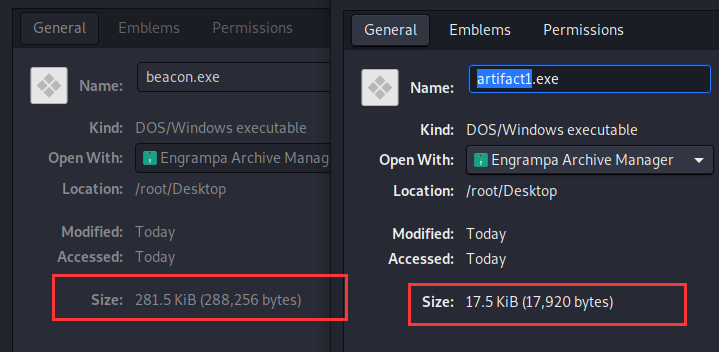 General Emblems Permissions
Name: beacon.exe
Kind: DOS/Windows executable
Open With: Engrampa Archive Manag
Location: /root/Desktop
Modified: Today
Accessed: Today
Size: 281.5 KiB (288,256 bytes)
General Emblems Permissions
Name: artifact1.exe
Kind: DOS/Windows executable
Open With: Engrampa Archive Manager
Location: /root/Desktop
Modified: Today
Accessed: Today
Size: 17.5 KiB (17,920 bytes)